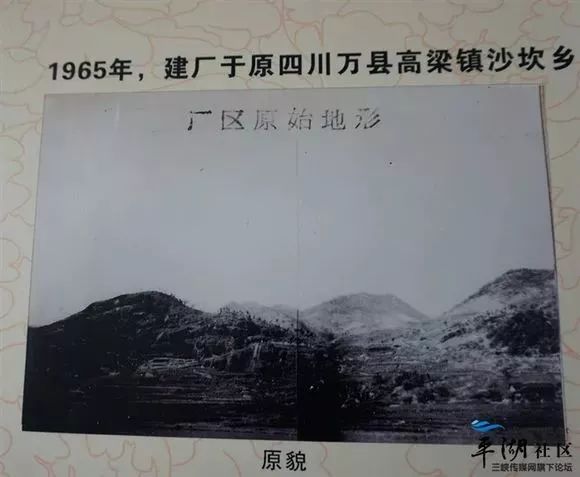 1965年，建厂于原四川万县高梁镇沙坎乡
厂区原始地形
原貌
平湖社区
三峡传媒网旗下论坛